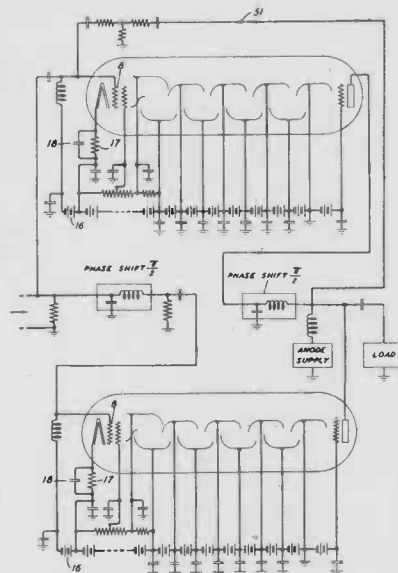 51
8
18
17
16
PHASE SHIFT π/2
PHASE SHIFT π/2
ANODE SUPPLY
LOAD
8
18
17
16